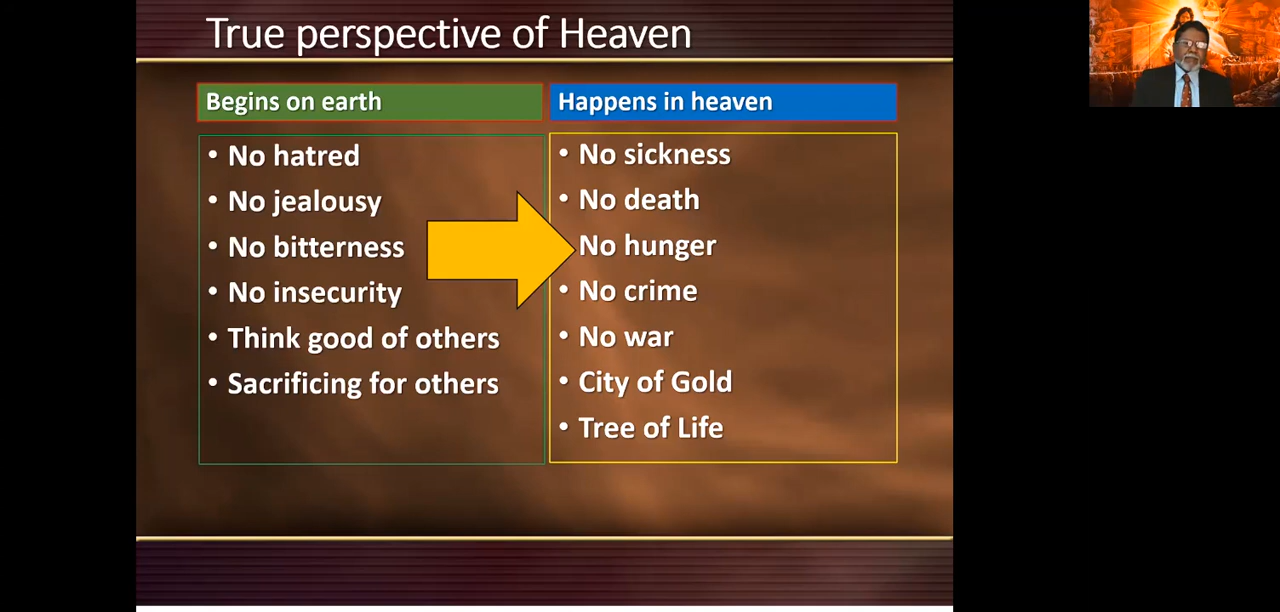 True perspective of Heaven
Begins on earth
• No hatred
• No jealousy
• No bitterness
• No insecurity
• Think good of others
• Sacrificing for others
Happens in heaven
• No sickness
• No death
No hunger
• No crime
• No war
• City of Gold
• Tree of Life